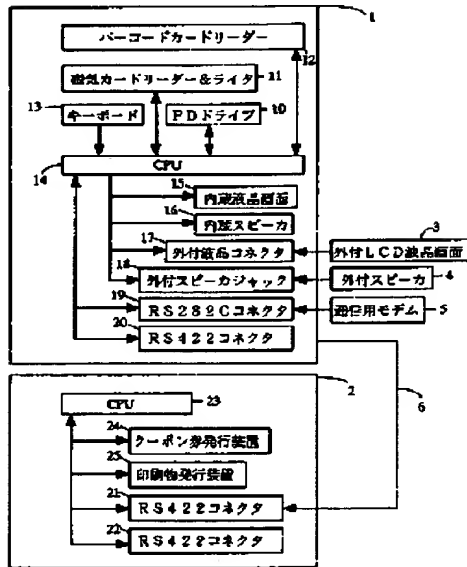 1
バーコードカードリーダー
12
磁気カードリーダー&ライタ
11
13
キーボード
PDドライブ
10
CPU
14
15
内蔵液晶画面
16
内蔵スピーカ
17
外付液晶コネクタ
3
外付LCD液晶画面
18
外付スピーカジャック
外付スピーカ
4
19
RS232Cコネクタ
通信用モデム
5
20
RS422コネクタ
2
CPU
23
6
24
クーポン券発行装置
25
印刷物発行装置
21
RS422コネクタ
22
RS422コネクタ